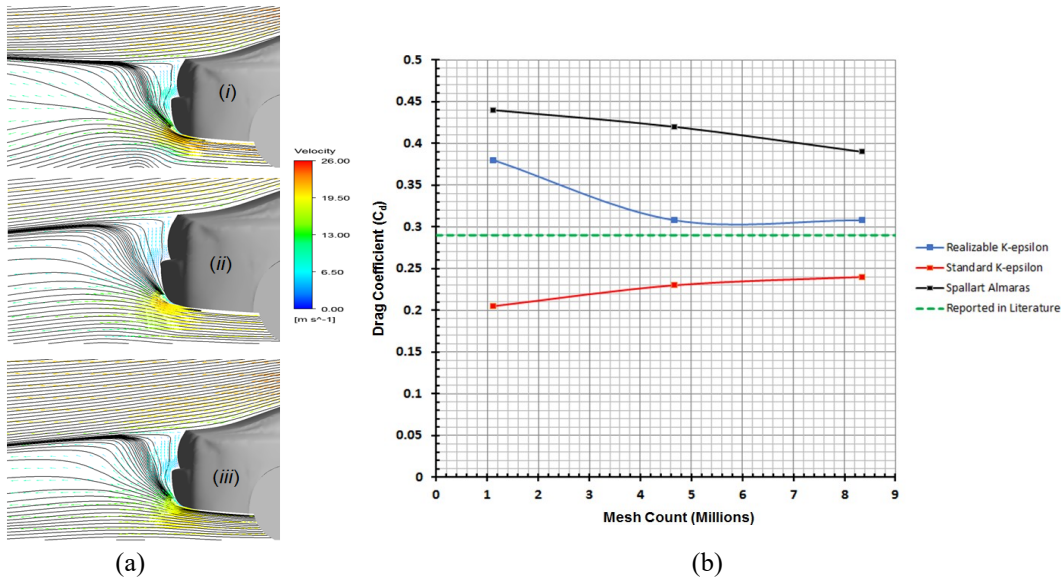 (i)
Velocity
26.00
19.50
13.00
6.50
0.00
[m s^-1]
(ii)
(iii)
(a)
0.5
0.45
0.4
0.35
0.3
0.25
0.2
0.15
0.1
0.05
0
Drag Coefficient (Cd)
0 1 2 3 4 5 6 7 8 9
Mesh Count (Millions)
Realizable K-epsilon
Standard K-epsilon
Spallart Almaras
Reported in Literature
(b)